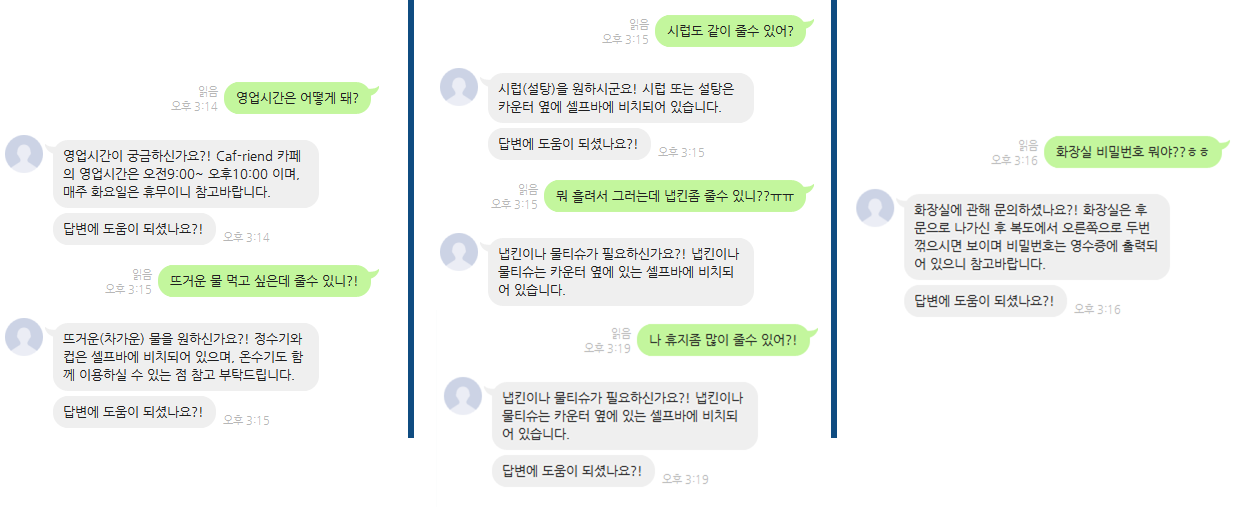 읽음
오후 3:14
영업시간은 어떻게 돼?
영업시간이 궁금하신가요?! Caf-riend 카페
의 영업시간은 오전9:00~ 오후10:00 이며,
매주 화요일은 휴무이니 참고바랍니다.
답변에 도움이 되셨나요?!
오후 3:14
읽음
오후 3:15
뜨거운 물 먹고 싶은데 줄수 있니?!
뜨거운(차가운) 물을 원하신가요?! 정수기와
컵은 셀프바에 비치되어 있으며, 온수기도 함
께 이용하실 수 있는 점 참고 부탁드립니다.
답변에 도움이 되셨나요?!
오후 3:15
읽음
오후 3:15
시럽도 같이 줄수 있어?
시럽(설탕)을 원하시군요! 시럽 또는 설탕은
카운터 옆에 셀프바에 비치되어 있습니다.
답변에 도움이 되셨나요?!
오후 3:15
읽음
오후 3:15
뭐 흘려서 그러는데 냅킨좀 줄수 있니??ㅠㅠ
냅킨이나 물티슈가 필요하신가요?! 냅킨이나
물티슈는 카운터 옆에 있는 셀프바에 비치되
어 있습니다.
읽음
오후 3:19
나 휴지좀 많이 줄수 있어?!
냅킨이나 물티슈가 필요하신가요?! 냅킨이나
물티슈는 카운터 옆에 있는 셀프바에 비치되
어 있습니다.
답변에 도움이 되셨나요?!
오후 3:19
읽음
오후 3:16
화장실 비밀번호 뭐야??ㅎㅎ
화장실에 관해 문의하셨나요?! 화장실은 후
문으로 나가신 후 복도에서 오른쪽으로 두번
꺾으시면 보이며 비밀번호는 영수증에 출력되
어 있으니 참고바랍니다.
답변에 도움이 되셨나요?!
오후 3:16